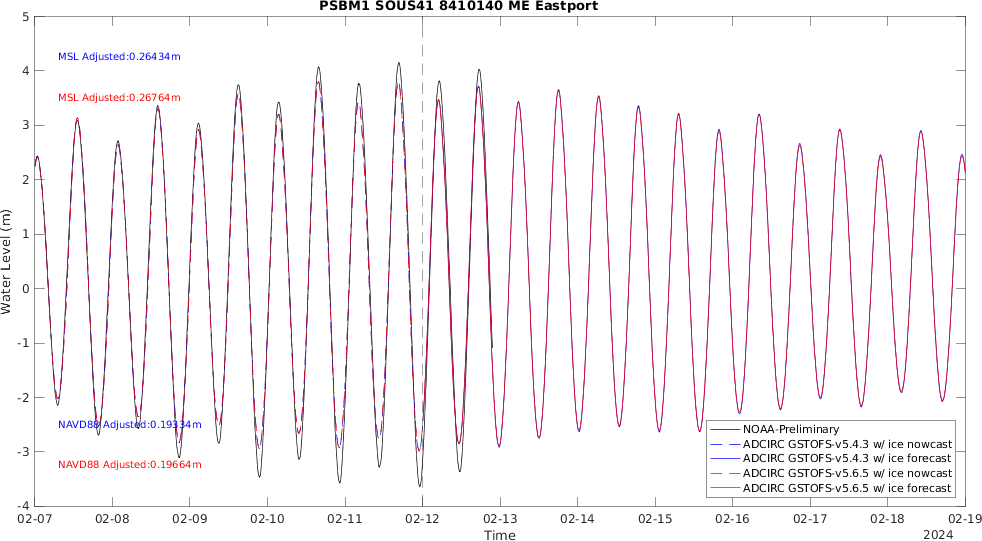 PSBM1 SOUS41 8410140 ME Eastport
5
4
3
2
1
0
-1
-2
-3
-4
Water Level (m)
MSL Adjusted:0.26434m
MSL Adjusted:0.26764m
NAVD88 Adjusted:0.19334m
NAVD88 Adjusted:0.19664m
NOAA-Preliminary
ADCIRC GSTOFS-v5.4.3 w/ ice nowcast
ADCIRC GSTOFS-v5.4.3 w/ ice forecast
ADCIRC GSTOFS-v5.6.5 w/ ice nowcast
ADCIRC GSTOFS-v5.6.5 w/ ice forecast
02-07 02-08 02-09 02-10 02-11 02-12 02-13 02-14 02-15 02-16 02-17 02-18 02-19
Time
2024